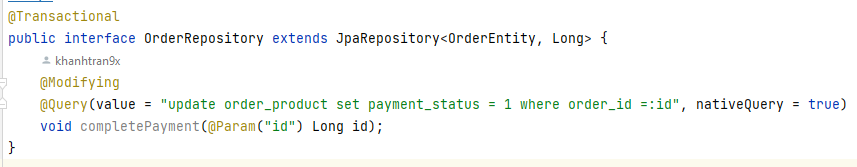 @Transactional
public interface OrderRepository extends JpaRepository<OrderEntity, Long> {
khanhtran9x
@Modifying
@Query(value = "update order_product set payment_status = 1 where order_id =:id", nativeQuery = true)
void completePayment(@Param("id") Long id);
}